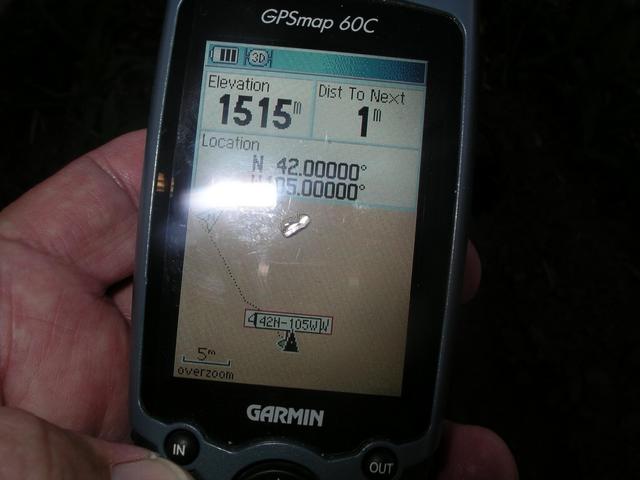 GPSmap 60C
3D
Elevation
1515m
Dist To Next
1m
Location
N 42.00000°
W105.00000°
42N-105W
5m
overzoom
GARMIN
IN
OUT